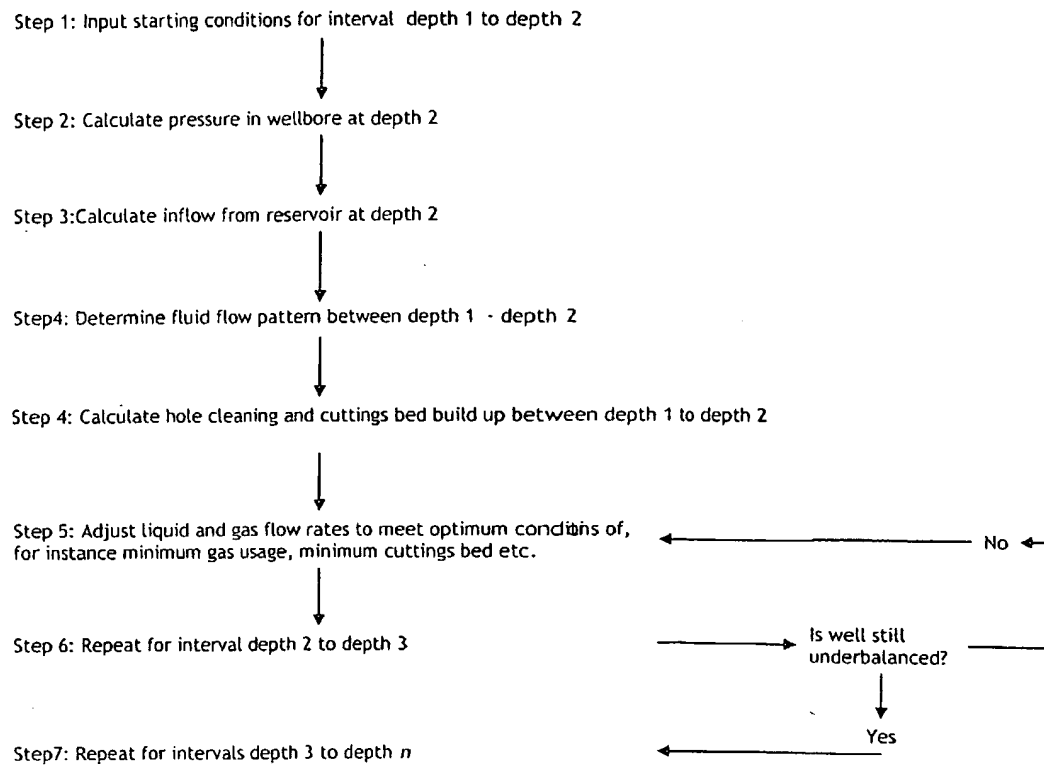 Step 1: Input starting conditions for interval depth 1 to depth 2
Step 2: Calculate pressure in wellbore at depth 2
Step 3:Calculate inflow from reservoir at depth 2
Step4: Determine fluid flow pattern between depth 1 - depth 2
Step 4: Calculate hole cleaning and cuttings bed build up between depth 1 to depth 2
Step 5: Adjust liquid and gas flow rates to meet optimum conditions of,
for instance minimum gas usage, minimum cuttings bed etc.
No
Step 6: Repeat for interval depth 2 to depth 3
Is well still
underbalanced?
Yes
Step7: Repeat for intervals depth 3 to depth n